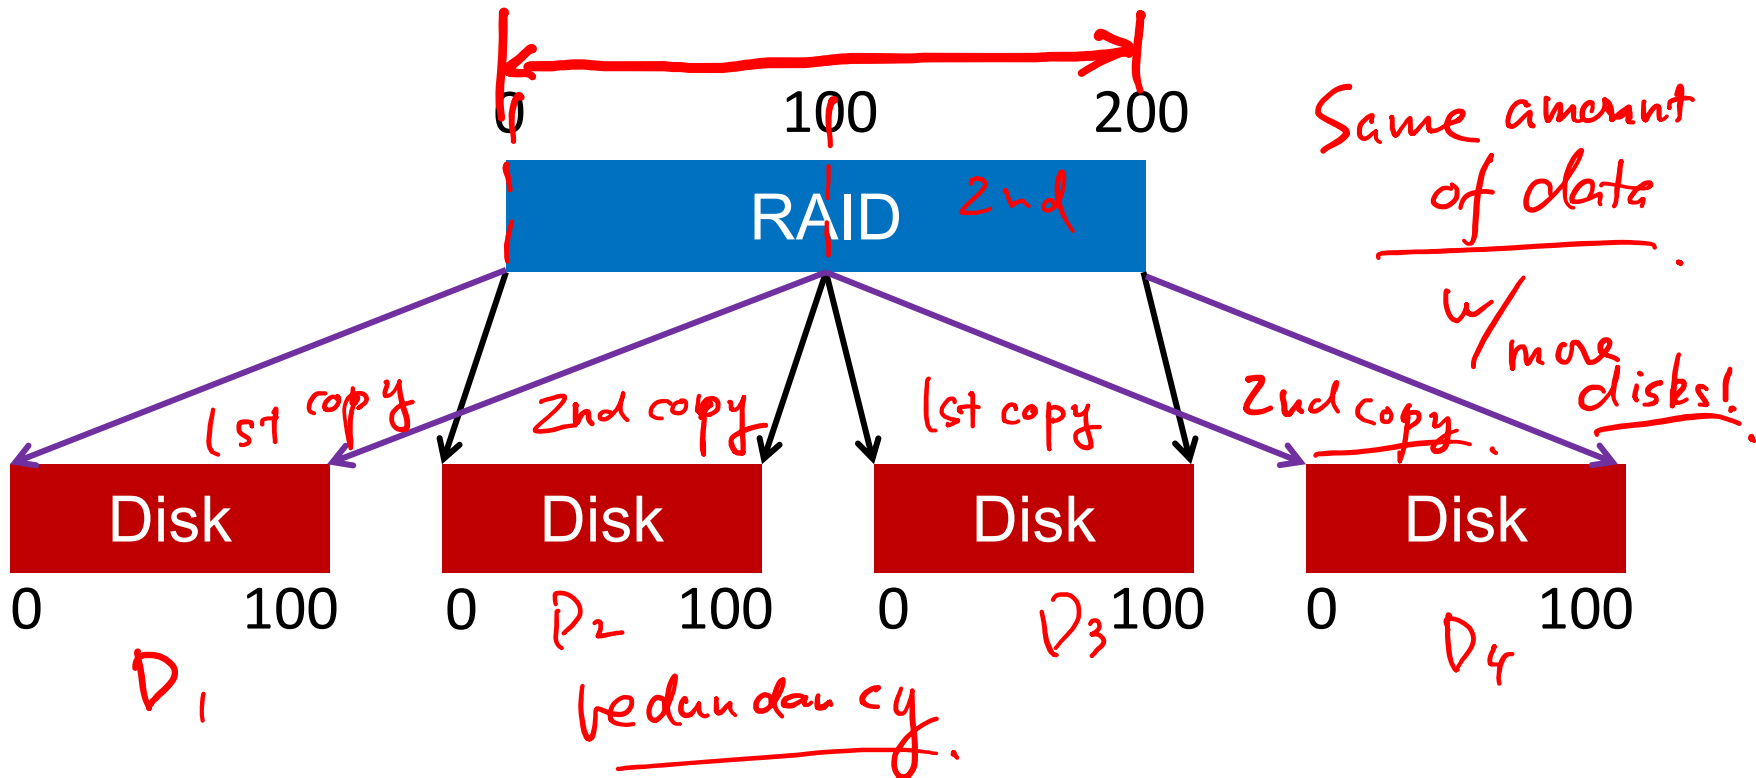 0 100 200
Same amount
of data.
RAID 2nd
w/ more
disks!
1st copy 2nd copy 1st copy 2nd copy.
Disk Disk Disk Disk
0 100 0 100 0 100 0 100
D1 D2 D3 D4
redundancy.